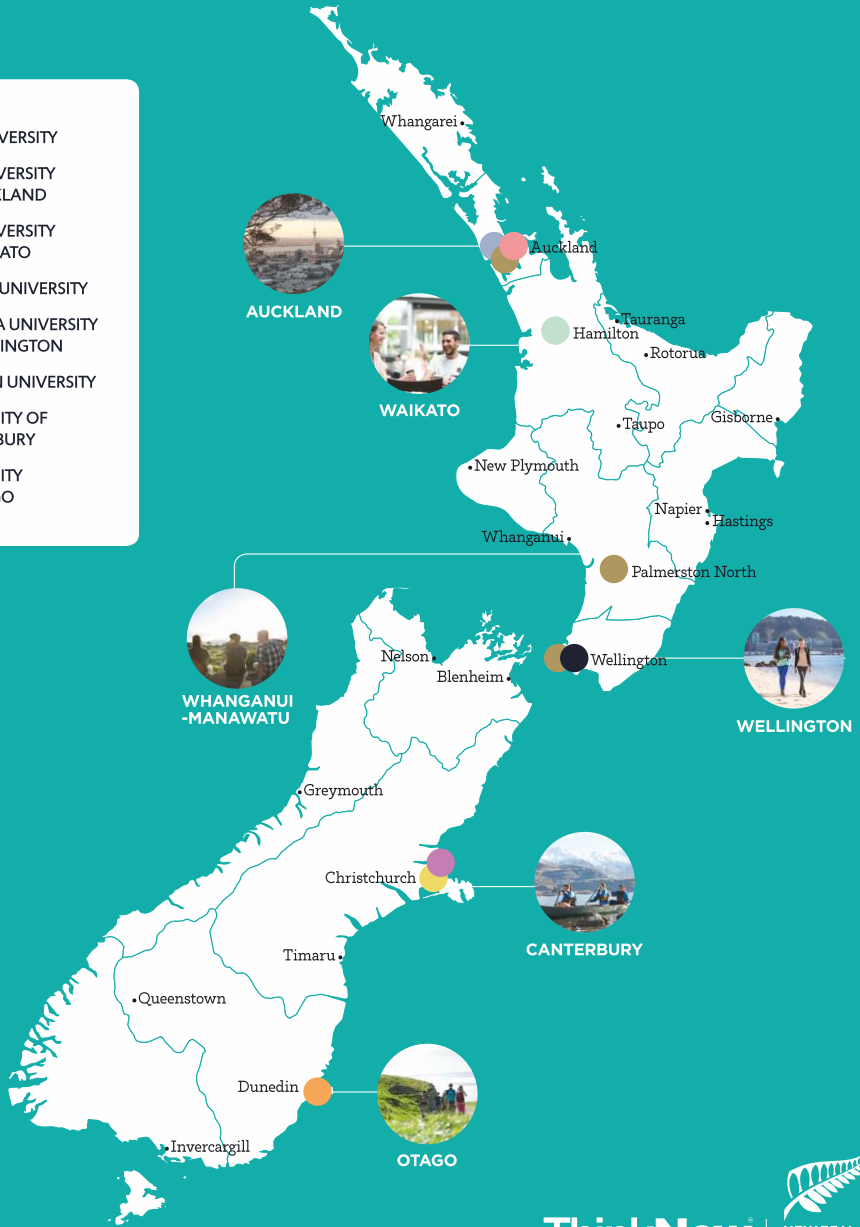 VERSITY
VERSITY
KLAND
VERSITY
ATO
UNIVERSITY
A UNIVERSITY
INGTON
N UNIVERSITY
ITY OF
BURY
ITY
GO
Whangarei
Auckland
AUCKLAND
Tauranga
Hamilton
Rotorua
WAIKATO
Gisborne
Taupo
New Plymouth
Napier
Hastings
Whanganui
Palmerston North
Nelson
Wellington
Blenheim
WHANGANUI
-MANAWATU
WELLINGTON
Greymouth
Christchurch
CANTERBURY
Timaru
Queenstown
Dunedin
Invercargill
OTAGO
ThinkNew